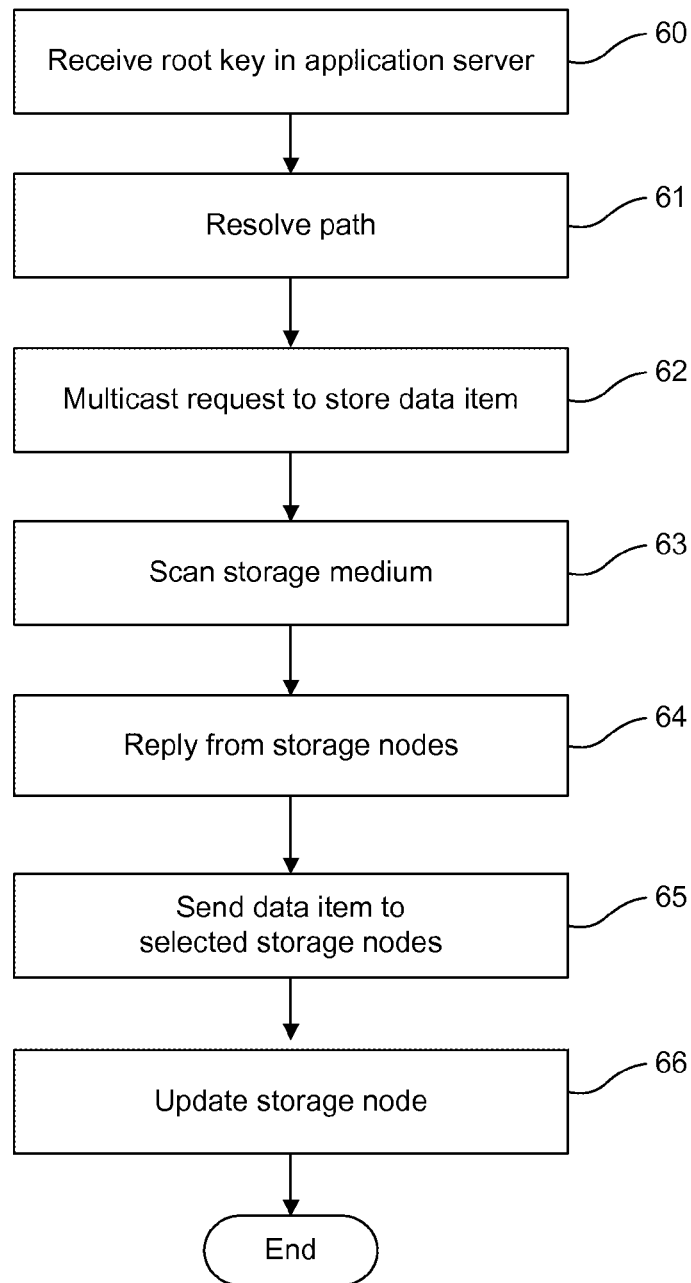 Receive root key in application server
60
Resolve path
61
Multicast request to store data item
62
Scan storage medium
63
Reply from storage nodes
64
Send data item to
selected storage nodes
65
Update storage node
66
End